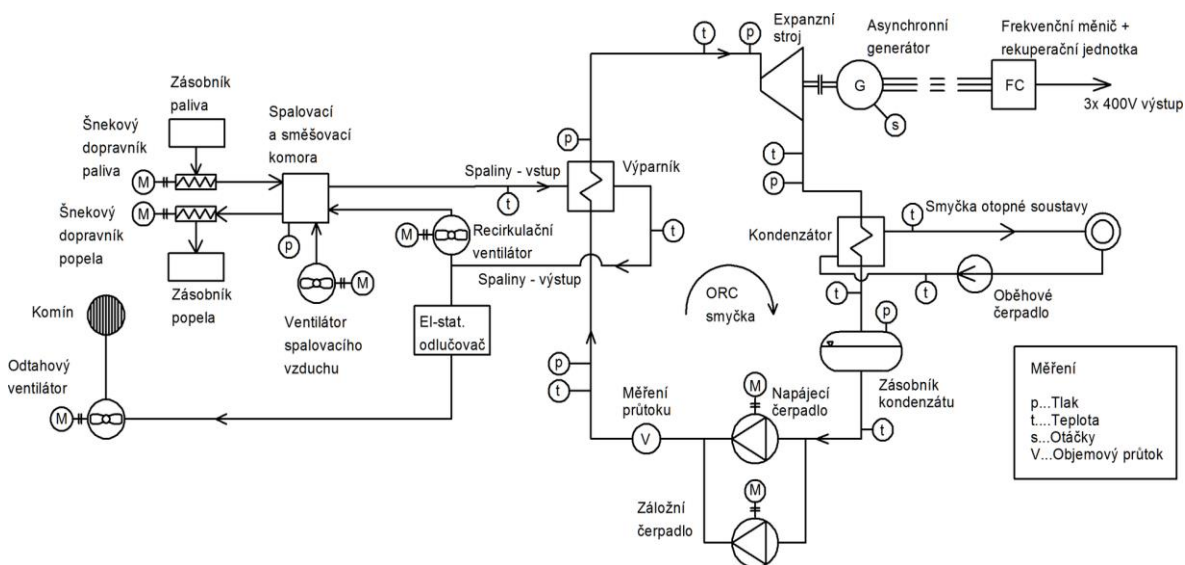 Zásobník
paliva
Šnekový
dopravník
paliva
Spalovací
a směšovací
komora
M
M
Šnekový
dopravník
popela
Zásobník
popela
p
M
Ventilátor
spalovacího
vzduchu
Komín
Odtahový
ventilátor
M
Spaliny - vstup
t
M
Recirkulační
ventilátor
Spaliny - výstup
t
El-stat.
odlučovač
p
Výparník
t
p
Expanzní
stroj
Asynchronní
generátor
G
s
Frekvenční měnič +
rekuperační jednotka
FC
3x 400V výstup
t
p
Kondenzátor
t
Smyčka otopné soustavy
t
t
Oběhové
čerpadlo
ORC
smyčka
p
Zásobník
kondenzátu
t
p
t
Měření
průtoku
V
M
Napájecí
čerpadlo
M
Záložní
čerpadlo
Měření
p...Tlak
t....Teplota
s...Otáčky
V...Objemový průtok